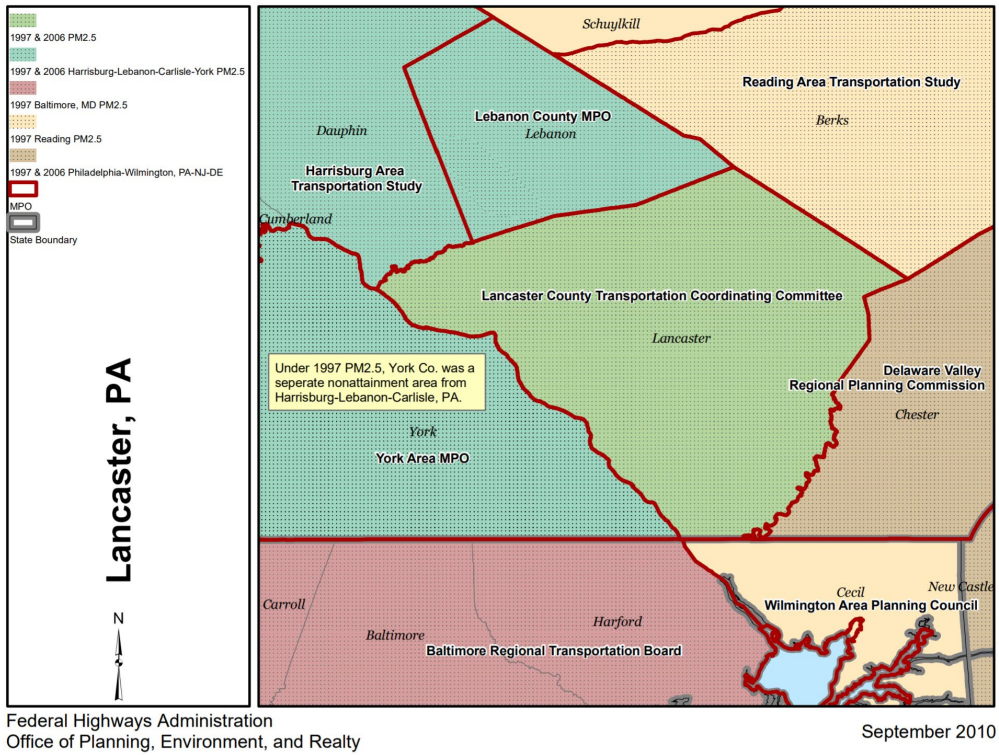 1997 & 2006 PM2.5
1997 & 2006 Harrisburg-Lebanon-Carlisle-York PM2.5
1997 Baltimore, MD PM2.5
1997 Reading PM2.5
1997 & 2006 Philadelphia-Wilmington, PA-NJ-DE
MPO
State Boundary
Lancaster, PA
N
Schuylkill
Reading Area Transportation Study
Berks
Lebanon County MPO
Lebanon
Dauphin
Harrisburg Area
Transportation Study
Cumberland
Lancaster County Transportation Coordinating Committee
Lancaster
Under 1997 PM2.5, York Co. was a
seperate nonattainment area from
Harrisburg-Lebanon-Carlisle, PA.
Delaware Valley
Regional Planning Commission
Chester
York
York Area MPO
Carroll
Baltimore
Harford
Baltimore Regional Transportation Board
Cecil
New Castle
Wilmington Area Planning Council
Federal Highways Administration
Office of Planning, Environment, and Realty
September 2010